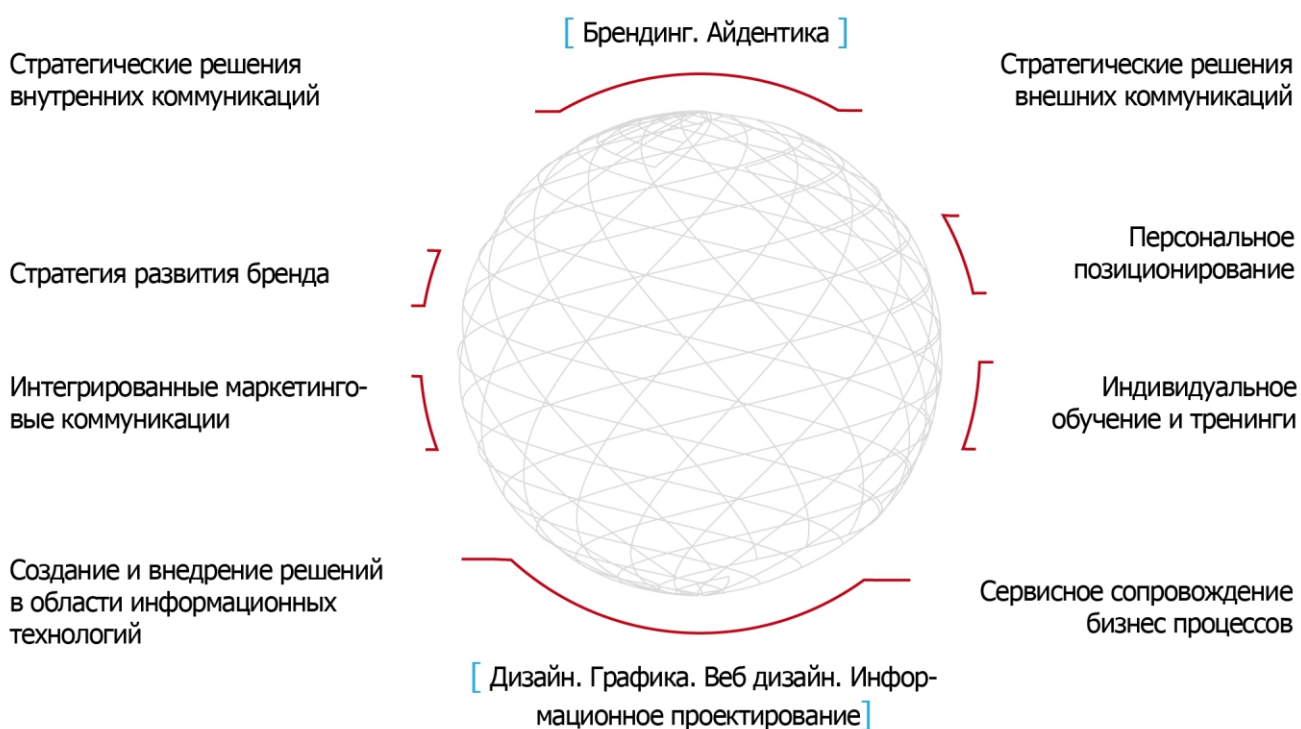 [ Брендинг. Айдентика ]
Стратегические решения
внутренних коммуникаций
Стратегические решения
внешних коммуникаций
Стратегия развития бренда
Персональное
позиционирование
Интегрированные маркетинго-
вые коммуникации
Индивидуальное
обучение и тренинги
Создание и внедрение решений
в области информационных
технологий
Сервисное сопровождение
бизнес процессов
[ Дизайн. Графика. Веб дизайн. Инфор-
мационное проектирование]